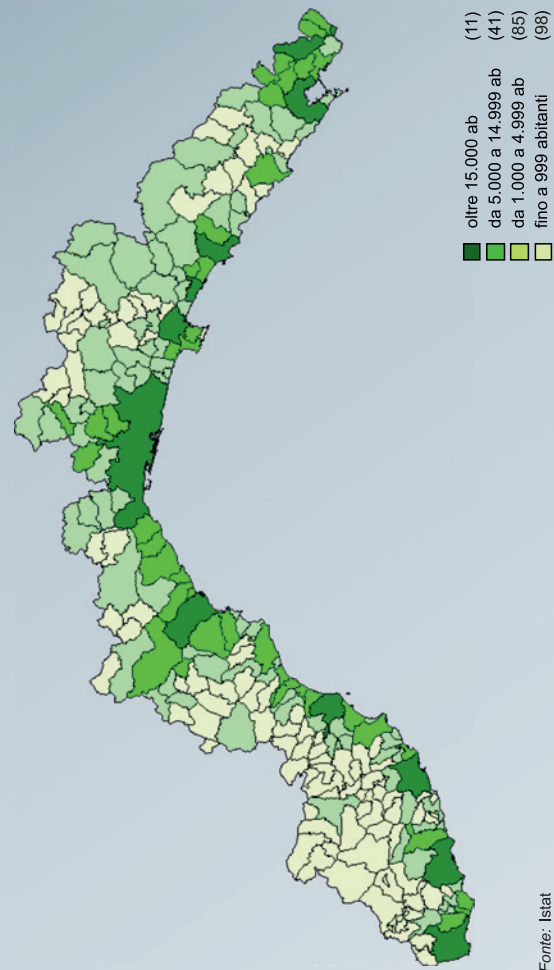 oltre 15.000 ab (11)
da 5.000 a 14.999 ab (41)
da 1.000 a 4.999 ab (85)
fino a 999 abitanti (98)
Fonte: Istat